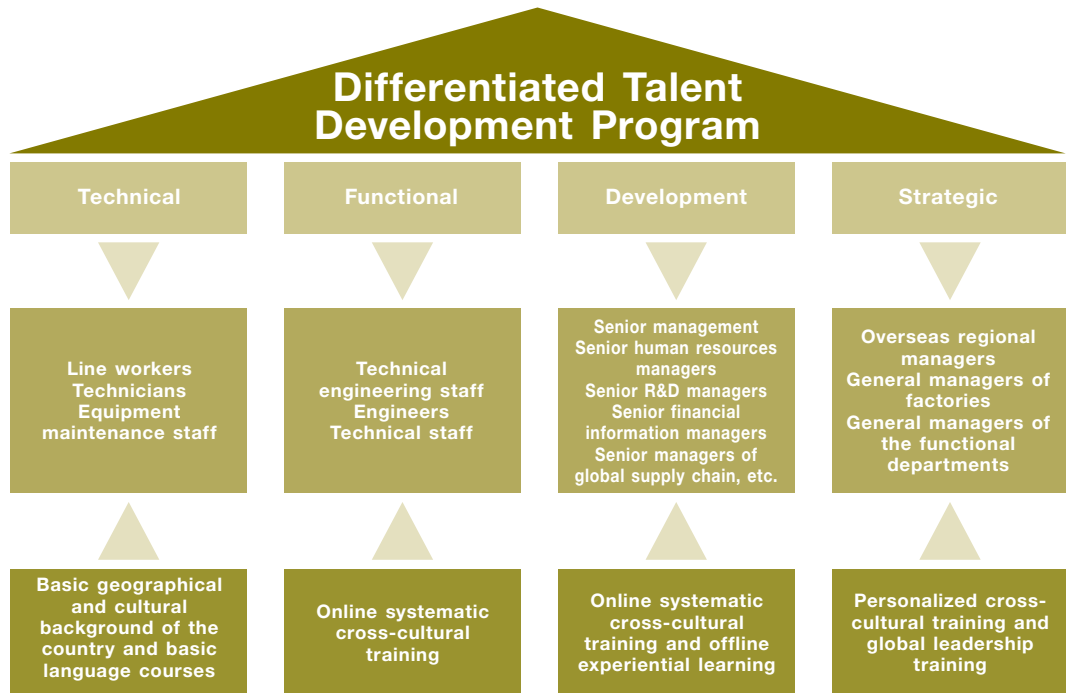 Differentiated Talent
Development Program
Technical
Functional
Development
Strategic
Line workers
Technicians
Equipment
maintenance staff
Technical
engineering staff
Engineers
Technical staff
Senior management
Senior human resources
managers
Senior R&D managers
Senior financial
information managers
Senior managers of
global supply chain, etc.
Overseas regional
managers
General managers of
factories
General managers of
the functional
departments
Basic geographical
and cultural
background of the
country and basic
language courses
Online systematic
cross-cultural
training
Online systematic
cross-cultural
training and offline
experiential learning
Personalized cross-
cultural training and
global leadership
training